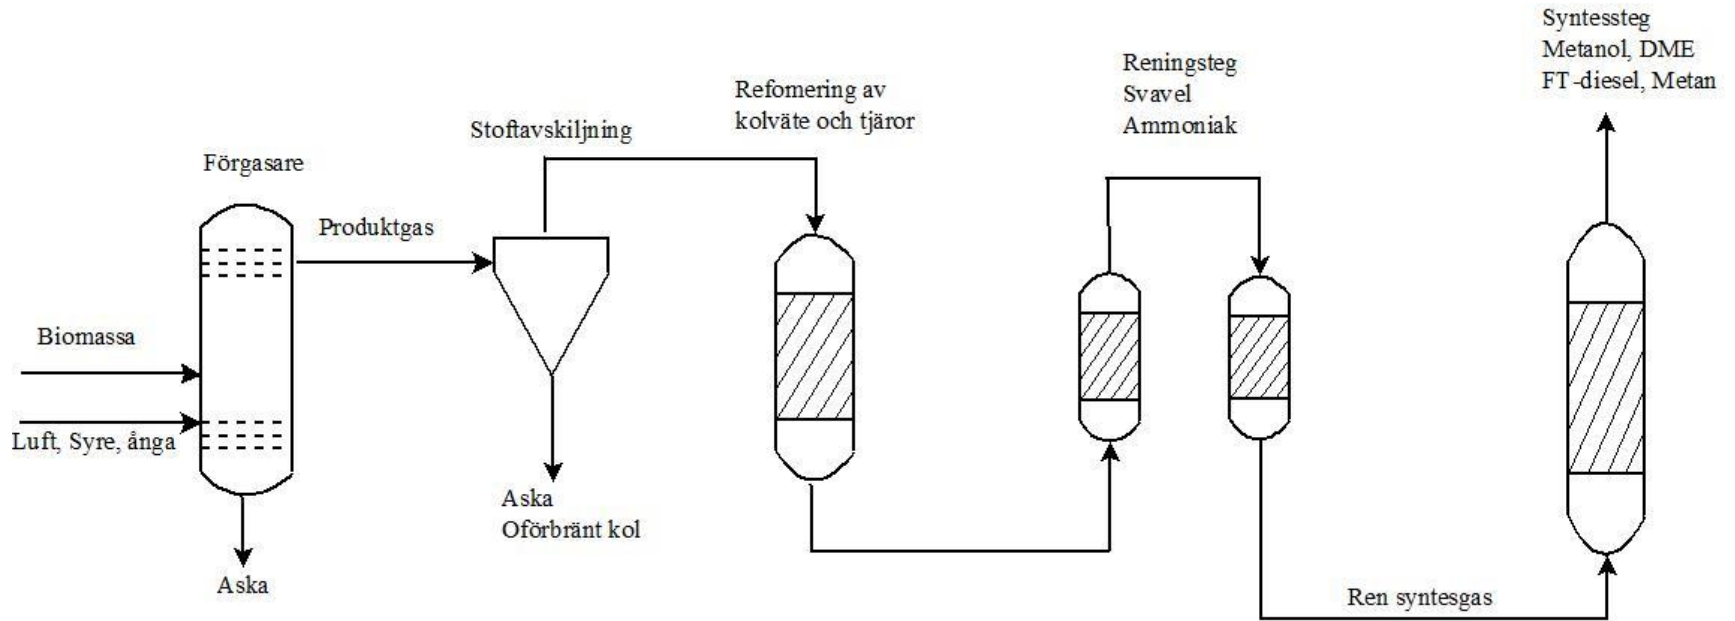 Syntessteg
Metanol, DME
FT-diesel, Metan
Reningsteg
Svavel
Ammoniak
Refomering av
kolväte och tjäror
Stoftavskiljning
Förgasare
Produktgas
Biomassa
Luft, Syre, ånga
Aska
Oförbränt kol
Aska
Ren syntesgas